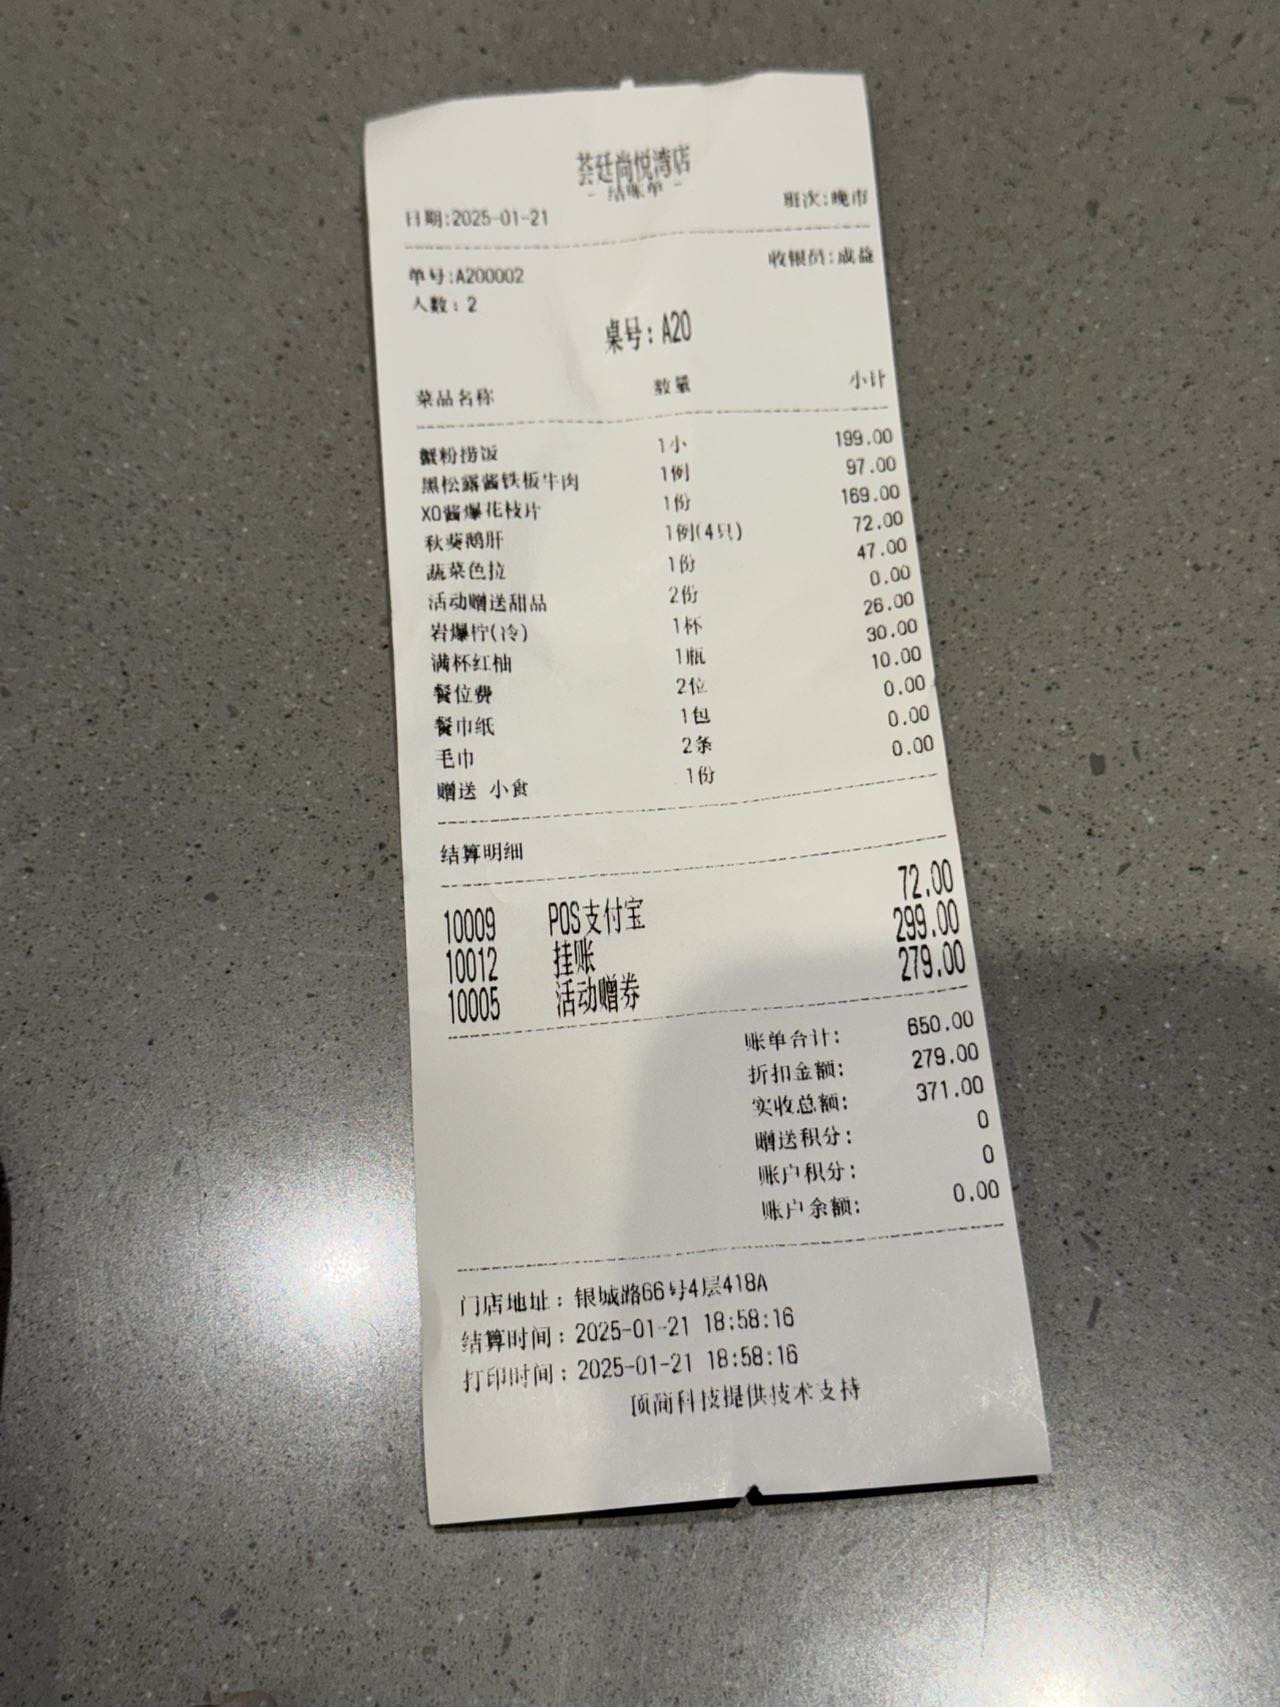 荟廷尚悦湾店
- 结账单 -
日期:2025-01-21 班次:晚市
单号:A200002 收银员:成益
人数:2
桌号:A20
菜品名称 数量 小计
蟹粉捞饭 1小 199.00
黑松露酱铁板牛肉 1例 97.00
XO酱爆花枝片 1份 169.00
秋葵鹅肝 1例(4只) 72.00
蔬菜色拉 1份 47.00
活动赠送甜品 2份 0.00
岩爆柠(冷) 1杯 26.00
满杯红柚 1瓶 30.00
餐位费 2位 10.00
餐巾纸 1包 0.00
毛巾 2条 0.00
赠送 小食 1份 0.00
结算明细
10009 POS支付宝 72.00
10012 挂账 299.00
10005 活动赠券 279.00
账单合计: 650.00
折扣金额: 279.00
实收总额: 371.00
赠送积分: 0
账户积分: 0
账户余额: 0.00
门店地址:银城路66号4层418A
结算时间:2025-01-21 18:58:16
打印时间:2025-01-21 18:58:16
顶商科技提供技术支持